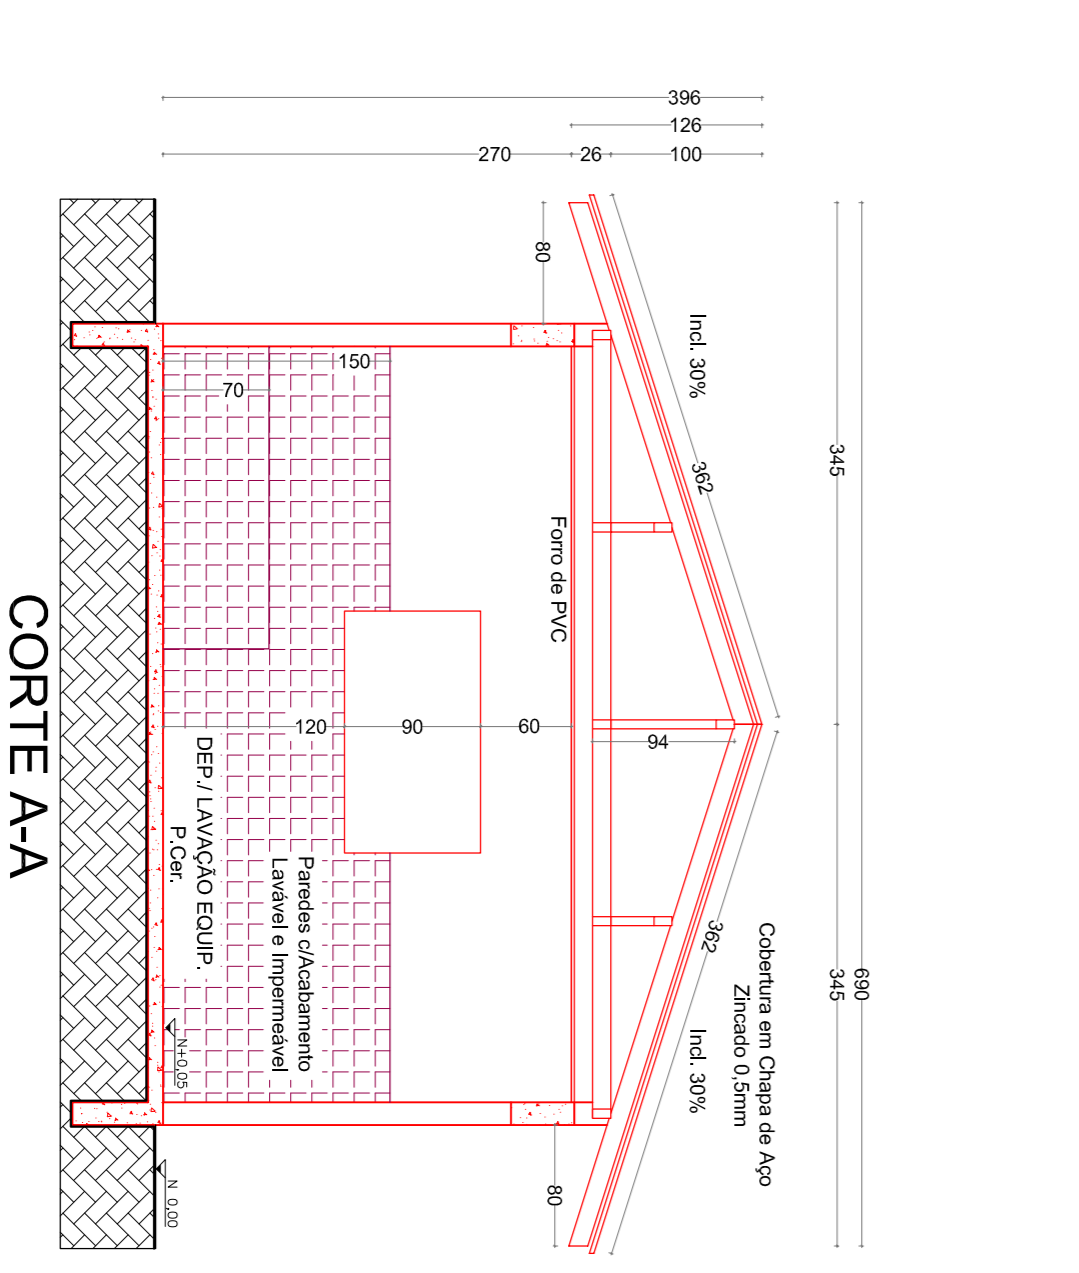 690
345
345
Cobertura em Chapa de Aço
Zincado 0,5mm
Incl. 30%
Incl. 30%
362
362
94
396
126
100
26
270
80
80
Forro de PVC
60
90
120
150
70
Paredes c/Acabamento
Lavável e Impermeável
DEP./ LAVAÇÃO EQUIP.
P.Cer.
N+0,05
N 0,00
CORTE A-A